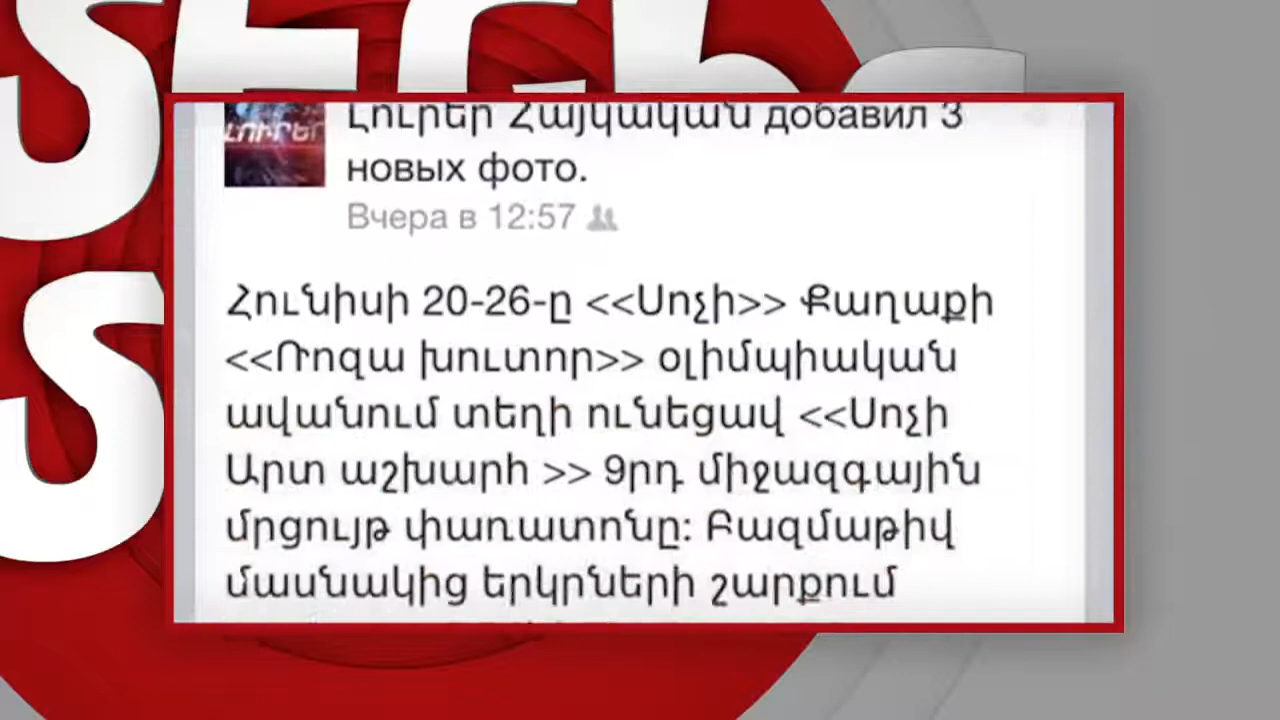 Լուրեր Հայկական добавил 3
новых фото.
Вчера в 12:57
Հունիսի 20-26-ը <<Սոչի>> Քաղաքի
<<Ռոզա խուտոր>> օլիմպիական
ավանում տեղի ունեցավ <<Սոչի
Արտ աշխարհ >> 9րդ միջազգային
մրցույթ փառատոնը: Բազմաթիվ
մասնակից երկրների շարքում
ԼՈՒՐԵՐ